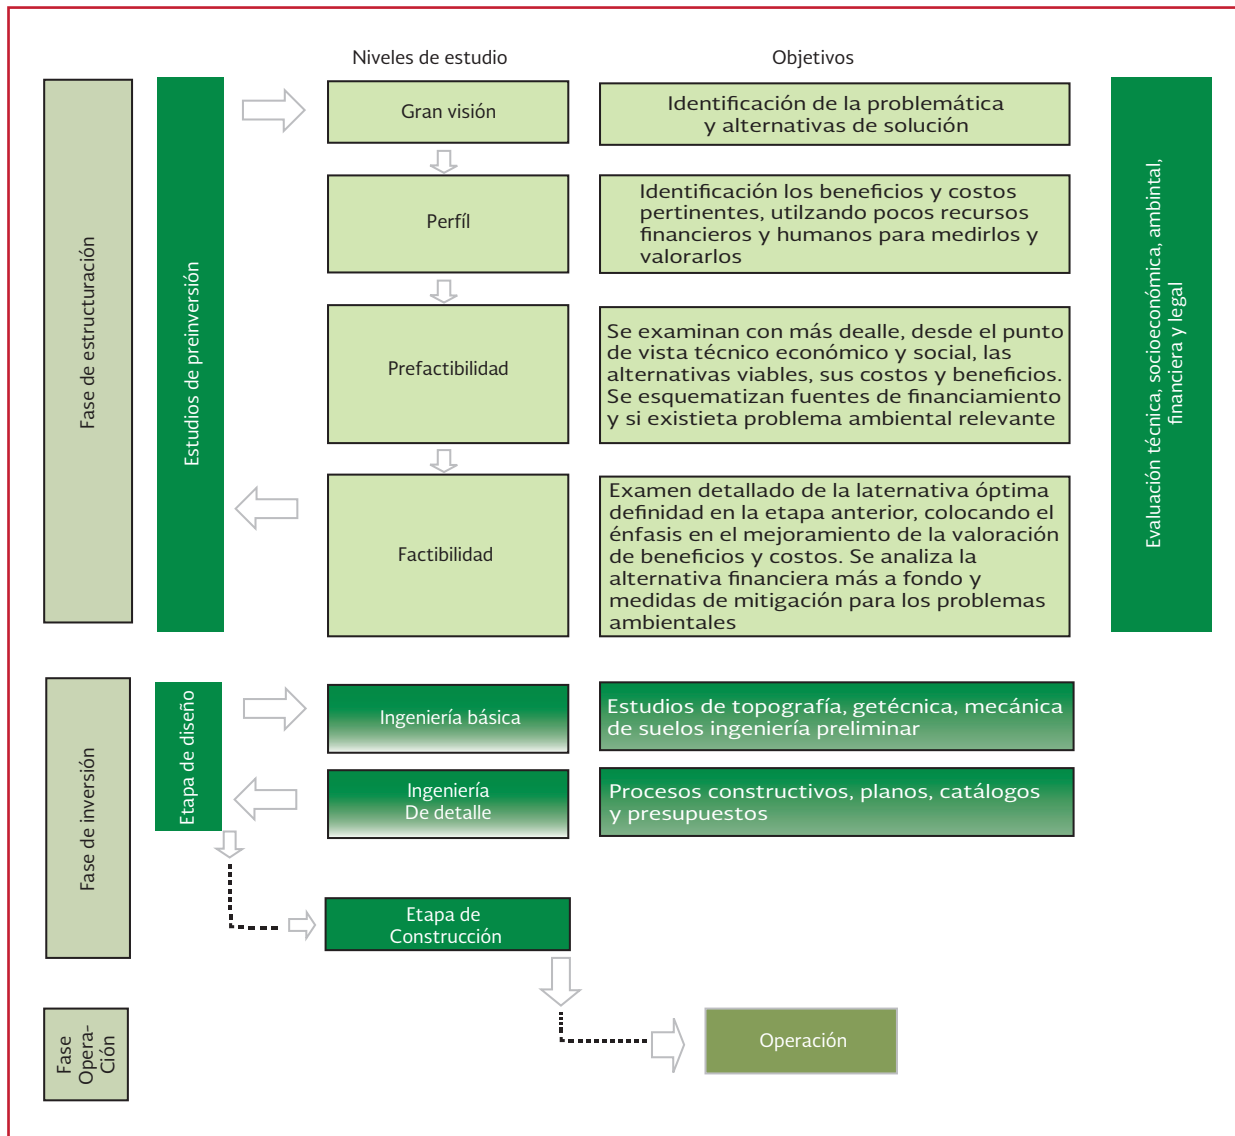 Niveles de estudio
Objetivos
Fase de estructuración
Estudios de preinversión
Gran visión
Identificación de la problemática
y alternativas de solución
Perfíl
Identificación los beneficios y costos
pertinentes, utilzando pocos recursos
financieros y humanos para medirlos y
valorarlos
Prefactibilidad
Se examinan con más dealle, desde el punto
de vista técnico económico y social, las
alternativas viables, sus costos y beneficios.
Se esquematizan fuentes de financiamiento
y si existieta problema ambiental relevante
Factibilidad
Examen detallado de la laternativa óptima
definidad en la etapa anterior, colocando el
énfasis en el mejoramiento de la valoración
de beneficios y costos. Se analiza la
alternativa financiera más a fondo y
medidas de mitigación para los problemas
ambientales
Evaluación técnica, socioeconómica, ambintal,
financiera y legal
Fase de inversión
Etapa de diseño
Ingeniería básica
Estudios de topografía, getécnica, mecánica
de suelos ingeniería preliminar
Ingeniería
De detalle
Procesos constructivos, planos, catálogos
y presupuestos
Etapa de
Construcción
Fase
Opera-
Ción
Operación